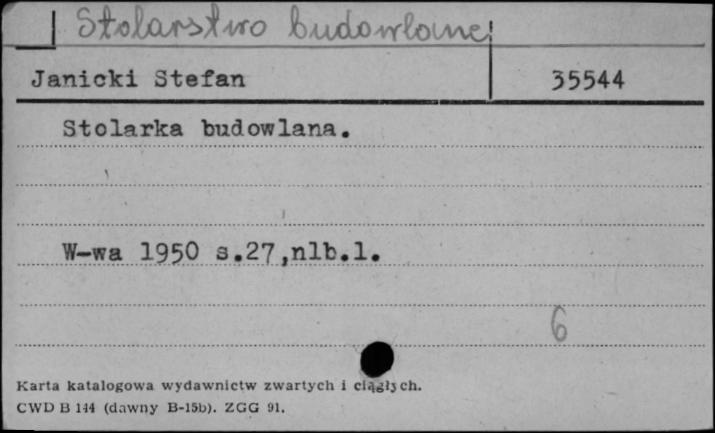 Stolarstwo budowlane
Janicki Stefan 35544
Stolarka budowlana.
W-wa 1950 s.27,nlb.1.
6
Karta katalogowa wydawnictw zwartych i ciągłych.
CWD B 144 (dawny B-15b). ZGG 91.